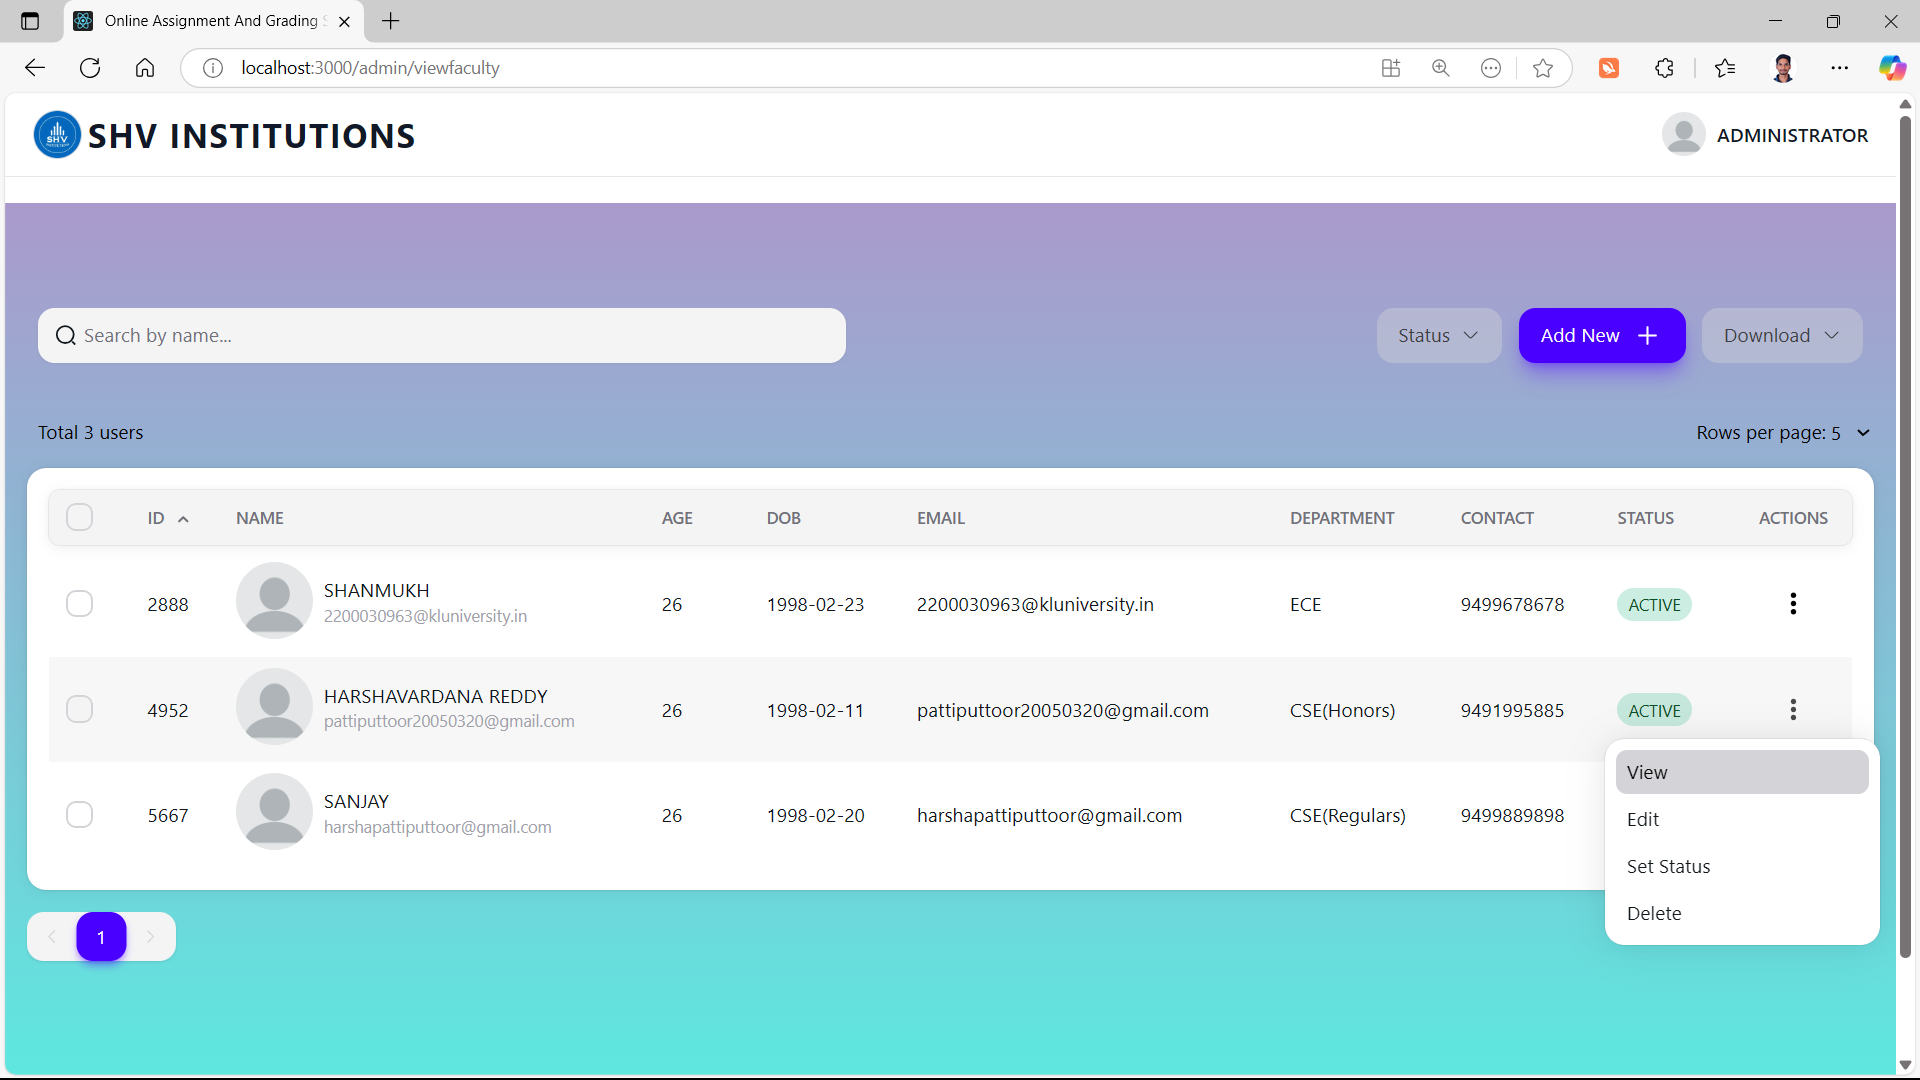 Online Assignment And Grading S
localhost:3000/admin/viewfaculty
SHV
SHV INSTITUTIONS
ADMINISTRATOR
Search by name...
Status
Add New
Download
Total 3 users
Rows per page: 5
ID NAME AGE DOB EMAIL DEPARTMENT CONTACT STATUS ACTIONS
2888 SHANMUKH 26 1998-02-23 2200030963@kluniversity.in ECE 9499678678 ACTIVE
2200030963@kluniversity.in
4952 HARSHAVARDANA REDDY 26 1998-02-11 pattiputtoor20050320@gmail.com CSE(Honors) 9491995885 ACTIVE
pattiputtoor20050320@gmail.com
5667 SANJAY 26 1998-02-20 harshapattiputtoor@gmail.com CSE(Regulars) 9499889898
harshapattiputtoor@gmail.com
View
Edit
Set Status
Delete
1